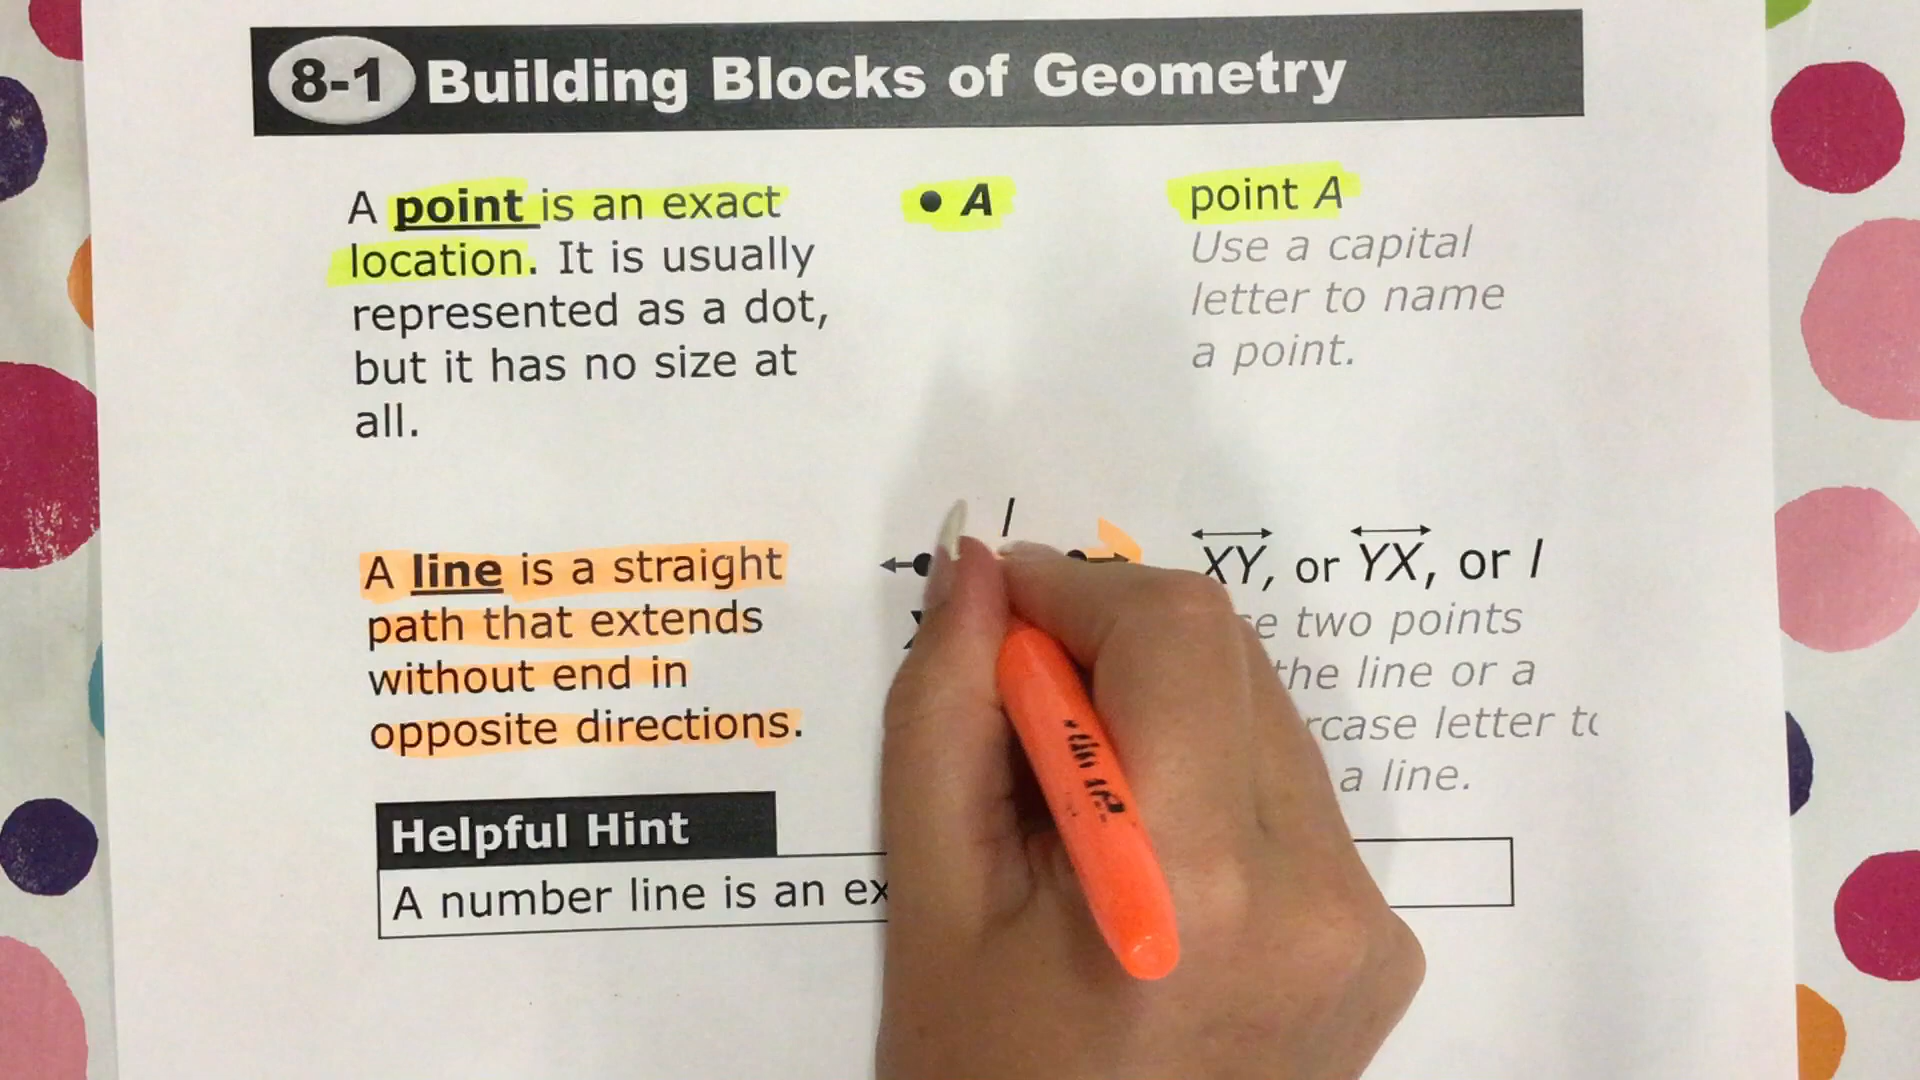 8-1 Building Blocks of Geometry
A point is an exact
location. It is usually
represented as a dot,
but it has no size at
all.
• A
point A
Use a capital
letter to name
a point.
A line is a straight
path that extends
without end in
opposite directions.
l
X
XY, or YX, or l
two points
the line or a
letter to
a line.
Helpful Hint
A number line is an